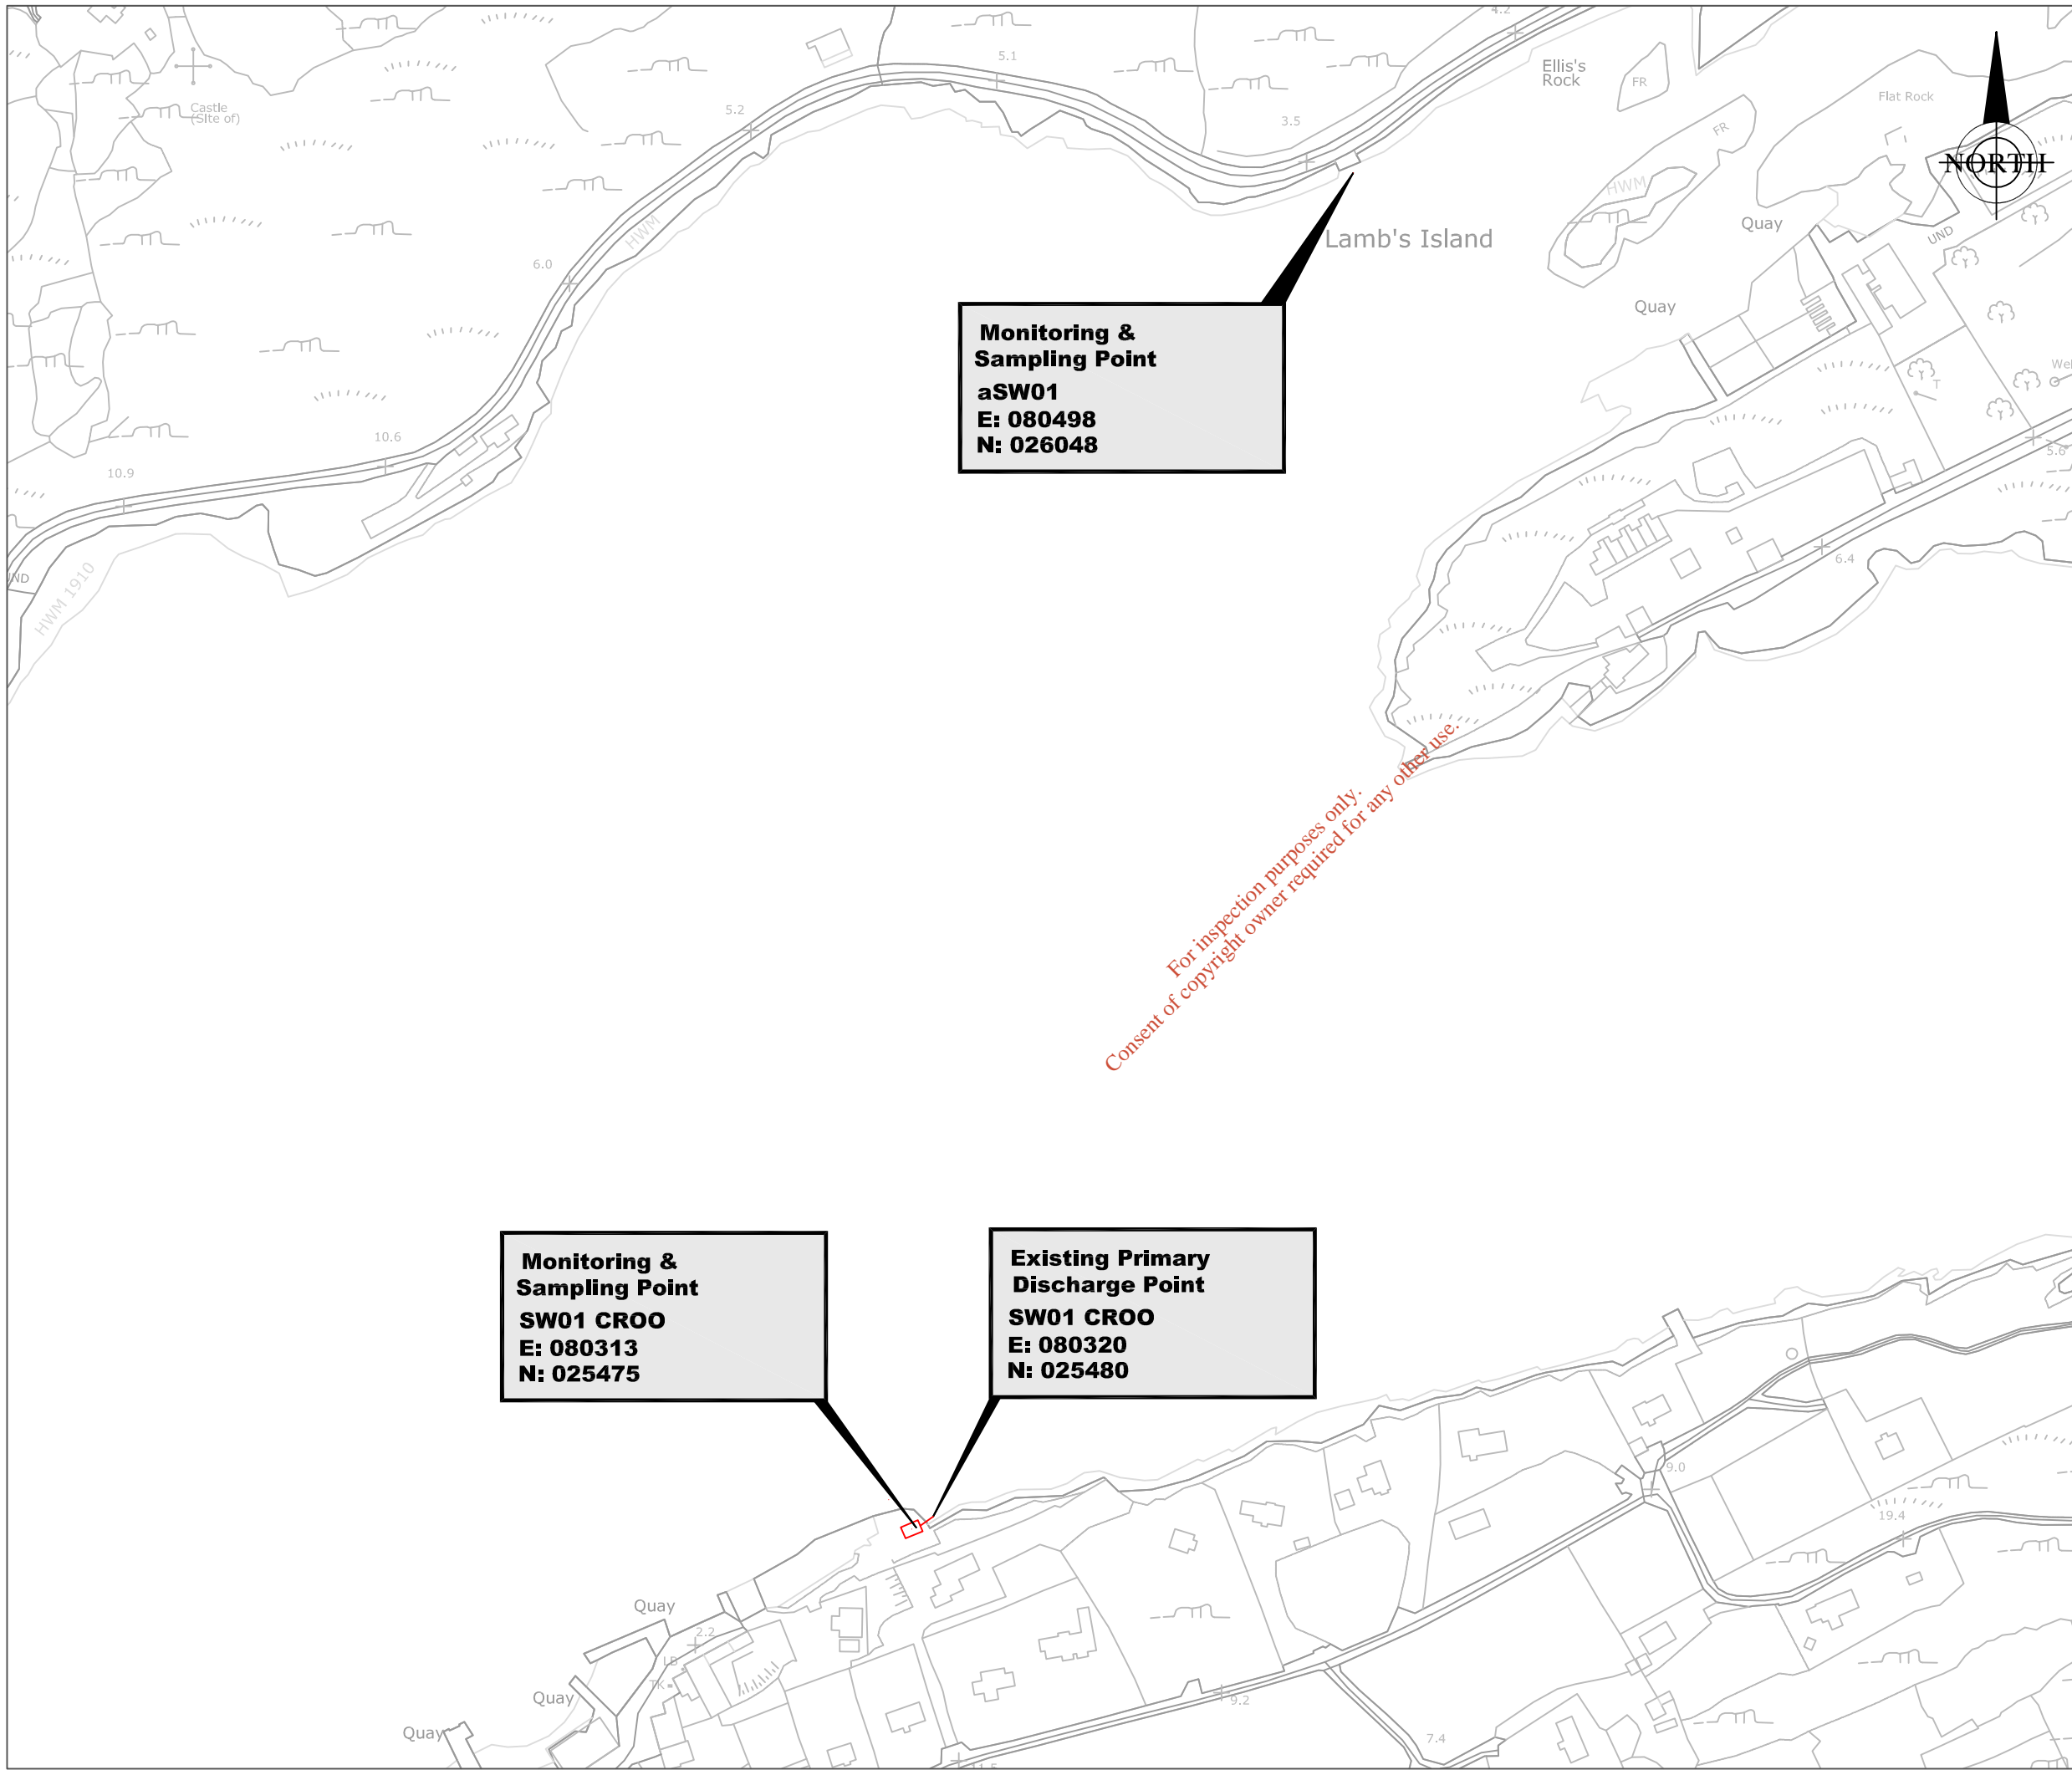 4.2
5.1
Ellis's
Rock
FR
Flat Rock
Castle
(Site of)
5.2
3.5
FR
NORTH
HWM
Quay
HWM
Lamb's Island
UND
6.0
Quay
Monitoring &
Sampling Point
aSW01
E: 080498
N: 026048
T
10.6
10.9
5.6
6.4
HWM 1910
For inspection purposes only.
Consent of copyright owner required for any other use.
Monitoring &
Sampling Point
SW01 CROO
E: 080313
N: 025475
Existing Primary
Discharge Point
SW01 CROO
E: 080320
N: 025480
9.0
19.4
Quay
2.2
LB
TK
Quay
9.2
Quay
7.4